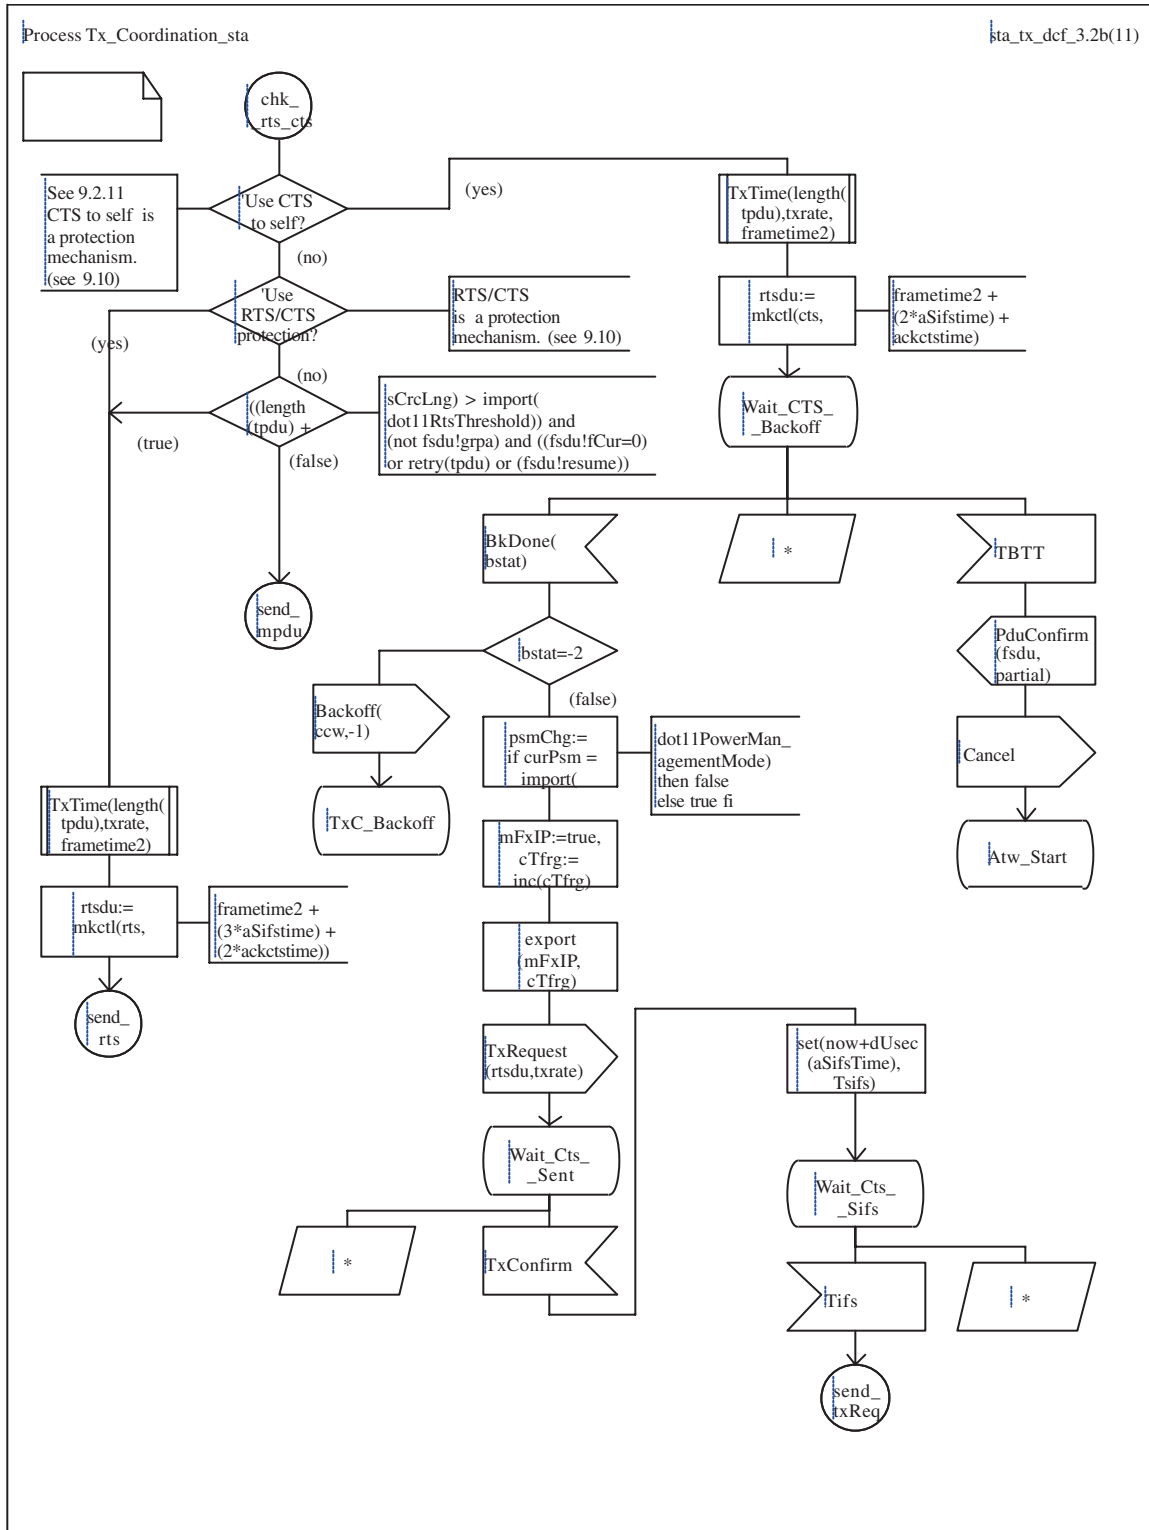 Process Tx_Coordination_sta
sta_tx_dcf_3.2b(11)
chk_
_rts_cts
See 9.2.11
CTS to self is
a protection
mechanism.
(see 9.10)
'Use CTS
to self?
(yes)
(no)
TxTime(length(
tpdu),txrate,
frametime2)
'Use
RTS/CTS
protection?
RTS/CTS
is a protection
mechanism. (see 9.10)
rtsdu:=
mkctl(cts,
frametime2 +
(2*aSifstime) +
ackctstime)
(yes)
(no)
((length
(tpdu) +
sCrcLng) > import(
dot11RtsThreshold)) and
(not fsdu!grpa) and ((fsdu!fCur=0)
or retry(tpdu) or (fsdu!resume))
Wait_CTS_
_Backoff
(true)
(false)
BkDone(
bstat)
*
TBTT
send_
mpdu
bstat=-2
PduConfirm
(fsdu,
partial)
(false)
Backoff(
ccw,-1)
psmChg:=
if curPsm =
import(
dot11PowerMan_
agementMode)
then false
else true fi
Cancel
TxTime(length(
tpdu),txrate,
frametime2)
TxC_Backoff
mFxIP:=true,
cTfrg:=
inc(cTfrg)
Atw_Start
rtsdu:=
mkctl(rts,
frametime2 +
(3*aSifstime) +
(2*ackctstime))
export
(mFxIP,
cTfrg)
send_
rts
TxRequest
(rtsdu,txrate)
set(now+dUsec
(aSifsTime),
Tsifs)
Wait_Cts_
_Sent
Wait_Cts_
_Sifs
*
TxConfirm
Tifs
*
send_
txReq